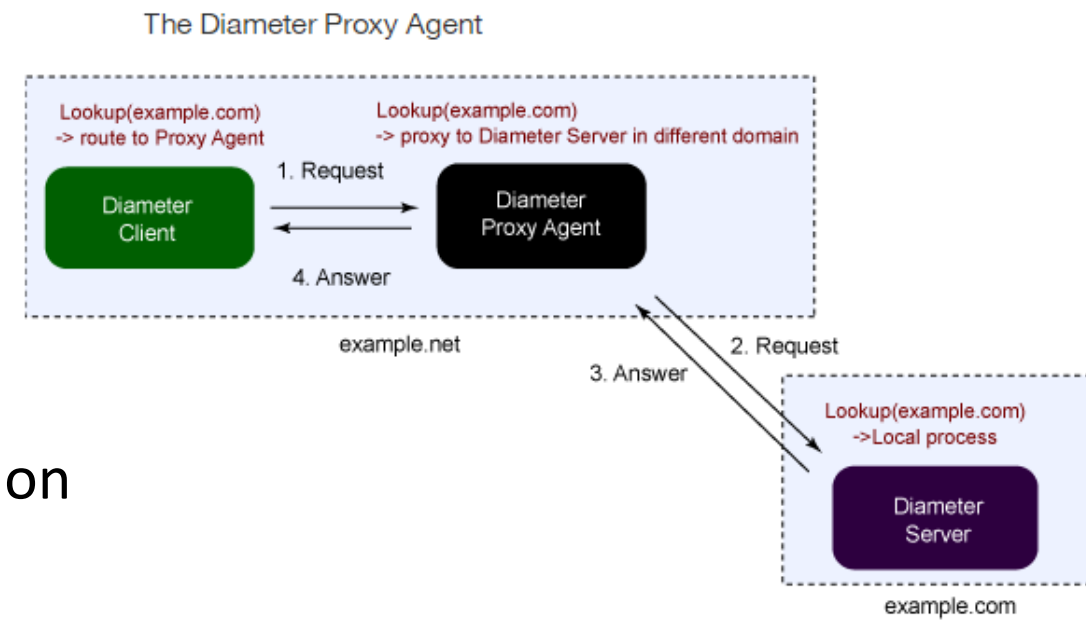 The Diameter Proxy Agent
Lookup(example.com)
-> route to Proxy Agent
Lookup(example.com)
-> proxy to Diameter Server in different domain
1. Request
Diameter
Client
Diameter
Proxy Agent
4. Answer
example.net
2. Request
3. Answer
Lookup(example.com)
->Local process
on
Diameter
Server
example.com